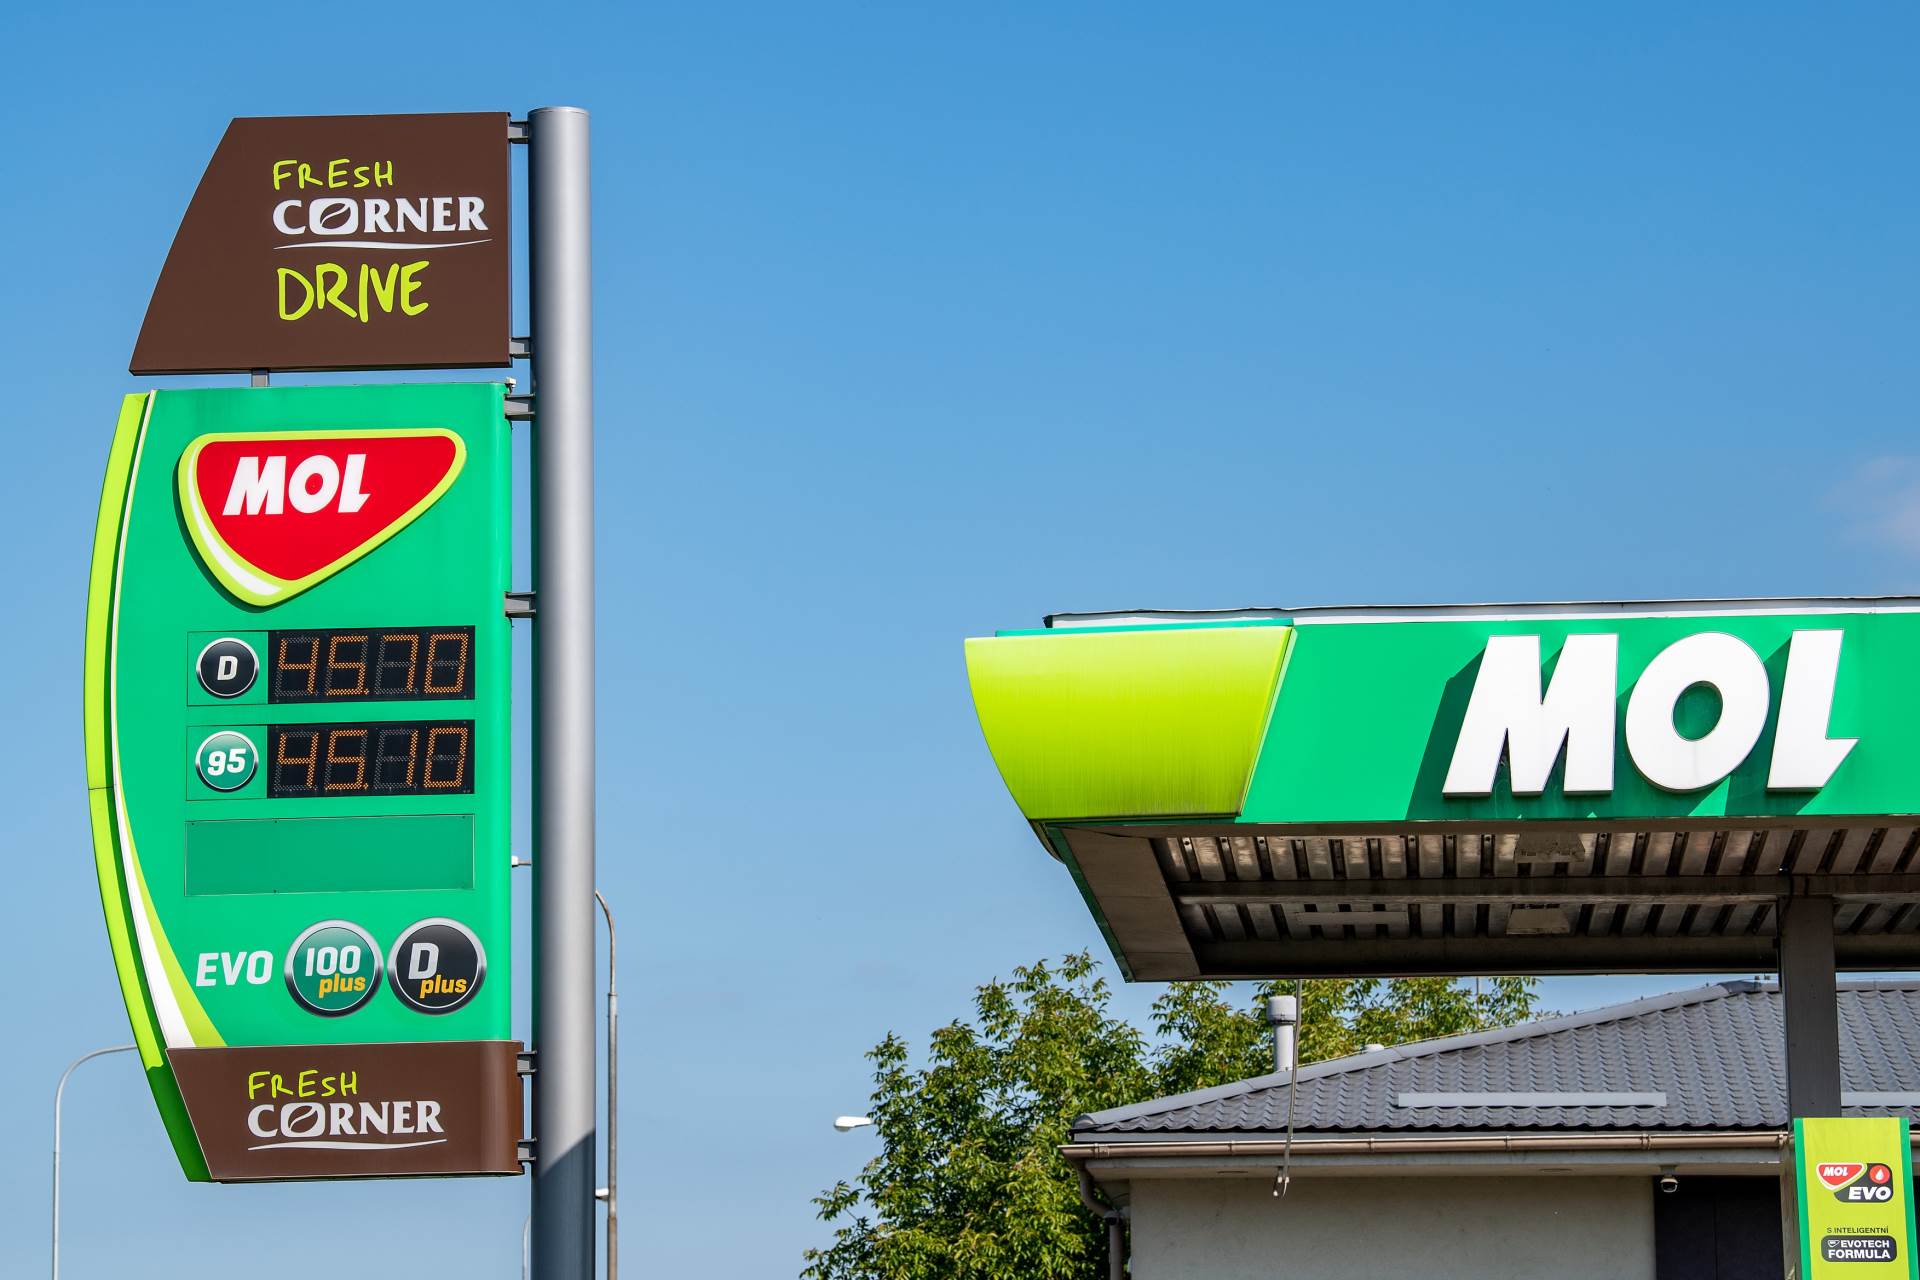 FRESH
CORNER
DRIVE
MOL
D 45.70
95 45.10
EVO 100 plus D plus
FRESH
CORNER
MOL
MOL
EVO
S INTELIGENTNÍ
EVOTECH
FORMULA